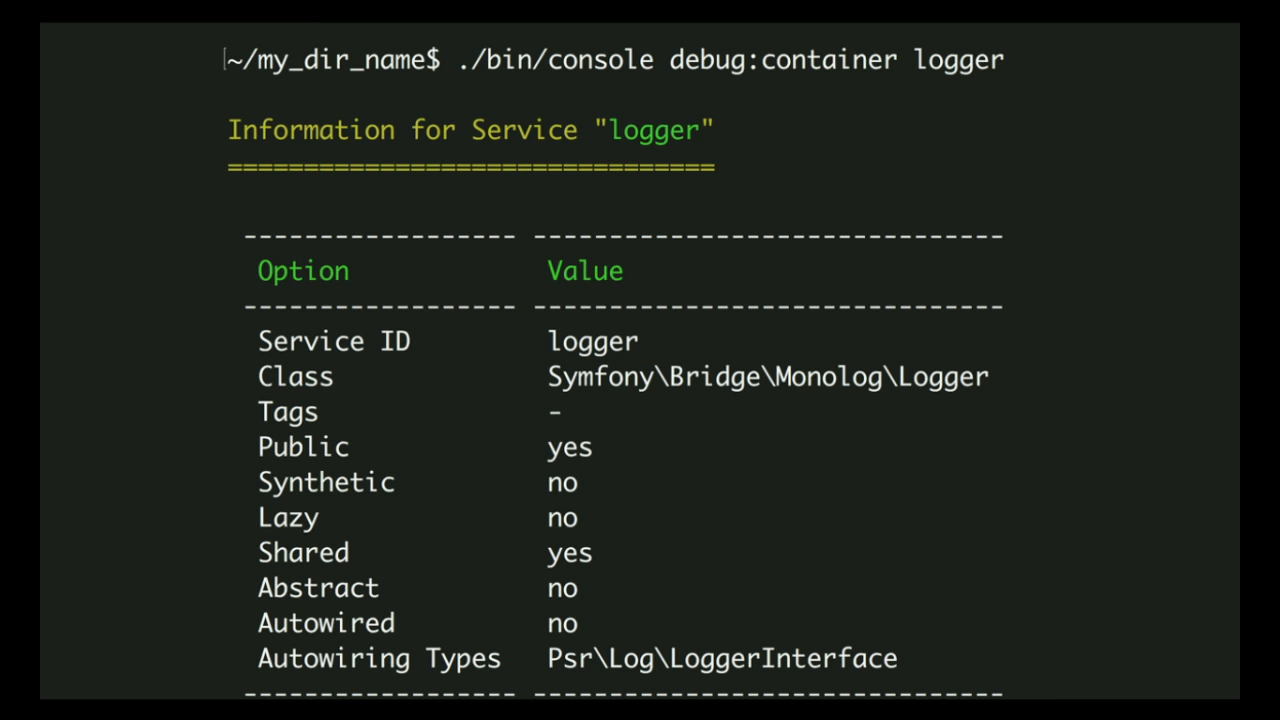 ~/my_dir_name$ ./bin/console debug:container logger
Information for Service "logger"
================================
------------------ -------------------------------
Option Value
------------------ -------------------------------
Service ID logger
Class Symfony\Bridge\Monolog\Logger
Tags -
Public yes
Synthetic no
Lazy no
Shared yes
Abstract no
Autowired no
Autowiring Types Psr\Log\LoggerInterface
------------------ -------------------------------